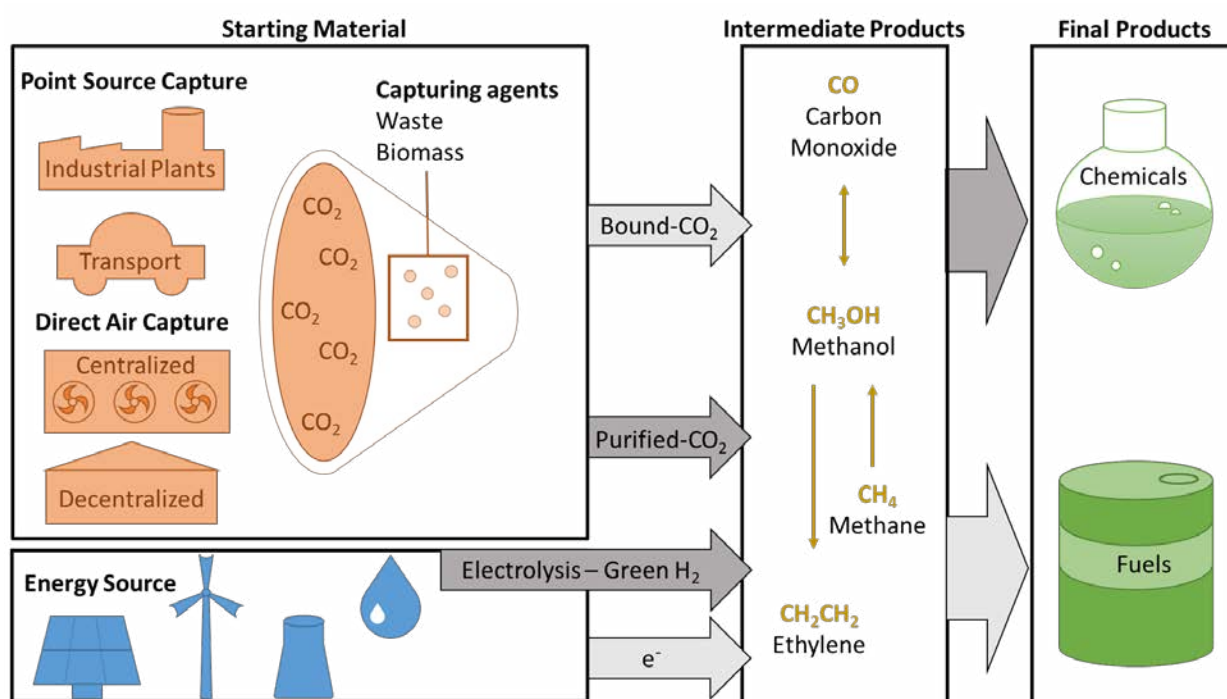 Starting Material
Point Source Capture
Industrial Plants
Transport
Direct Air Capture
Centralized
Decentralized
Capturing agents
Waste
Biomass
CO₂
CO₂
CO₂
CO₂
CO₂
Energy Source
Bound-CO₂
Purified-CO₂
Electrolysis – Green H₂
e⁻
Intermediate Products
CO
Carbon
Monoxide
CH₃OH
Methanol
CH₄
Methane
CH₂CH₂
Ethylene
Final Products
Chemicals
Fuels